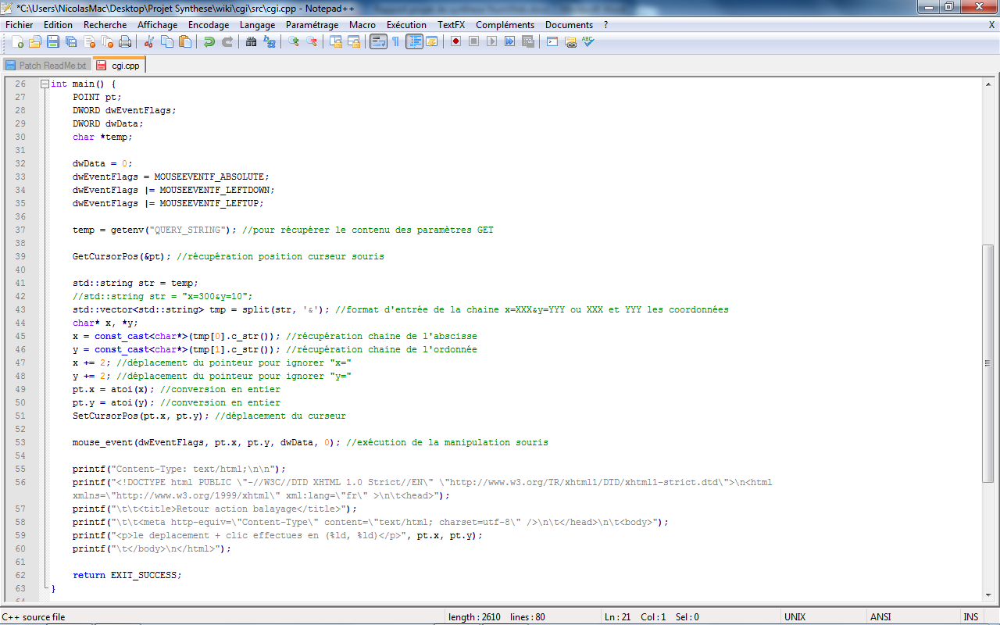 *C:\Users\NicolasMac\Desktop\Projet Synthese\wiki\cgi\src\cgi.cpp - Notepad++
Fichier Edition Recherche Affichage Encodage Langage Paramétrage Macro Exécution TextFX Compléments Documents ? X
Patch ReadMe.txt cgi.cpp
26 int main() {
27 POINT pt;
28 DWORD dwEventFlags;
29 DWORD dwData;
30 char *temp;
31
32 dwData = 0;
33 dwEventFlags = MOUSEEVENTF_ABSOLUTE;
34 dwEventFlags |= MOUSEEVENTF_LEFTDOWN;
35 dwEventFlags |= MOUSEEVENTF_LEFTUP;
36
37 temp = getenv("QUERY_STRING"); //pour récupérer le contenu des paramètres GET
38
39 GetCursorPos(&pt); //récupération position curseur souris
40
41 std::string str = temp;
42 //std::string str = "x=300&y=10";
43 std::vector<std::string> tmp = split(str, '&'); //format d'entrée de la chaine x=XXX&y=YYY ou XXX et YYY les coordonnées
44 char* x, *y;
45 x = const_cast<char*>(tmp[0].c_str()); //récupération chaine de l'abscisse
46 y = const_cast<char*>(tmp[1].c_str()); //récupération chaine de l'ordonnée
47 x += 2; //déplacement du pointeur pour ignorer "x="
48 y += 2; //déplacement du pointeur pour ignorer "y="
49 pt.x = atoi(x); //conversion en entier
50 pt.y = atoi(y); //conversion en entier
51 SetCursorPos(pt.x, pt.y); //déplacement du curseur
52
53 mouse_event(dwEventFlags, pt.x, pt.y, dwData, 0); //exécution de la manipulation souris
54
55 printf("Content-Type: text/html;\n\n");
56 printf("<!DOCTYPE html PUBLIC \"-//W3C//DTD XHTML 1.0 Strict//EN\" \"http://www.w3.org/TR/xhtml1/DTD/xhtml1-strict.dtd\">\n<html
xmlns=\"http://www.w3.org/1999/xhtml\" xml:lang=\"fr\" >\n\t<head>");
57 printf("\t\t<title>Retour action balayage</title>");
58 printf("\t\t<meta http-equiv=\"Content-Type\" content=\"text/html; charset=utf-8\" />\n\t</head>\n\t<body>");
59 printf("<p>le deplacement + clic effectues en (%ld, %ld)</p>", pt.x, pt.y);
60 printf("\t</body>\n</html>");
61
62 return EXIT_SUCCESS;
63 }
C++ source file length : 2610 lines : 80 Ln : 21 Col : 1 Sel : 0 UNIX ANSI INS